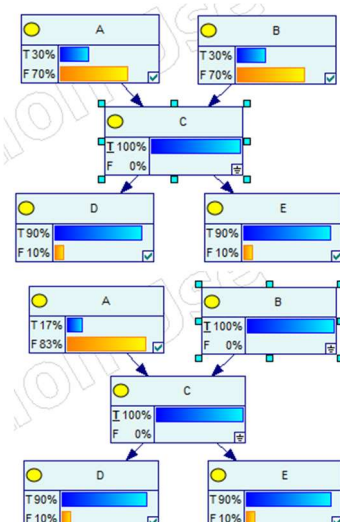 A
T 30%
F 70%
B
T 30%
F 70%
C
T 100%
F 0%
D
T 90%
F 10%
E
T 90%
F 10%
A
T 17%
F 83%
B
T 100%
F 0%
C
T 100%
F 0%
D
T 90%
F 10%
E
T 90%
F 10%